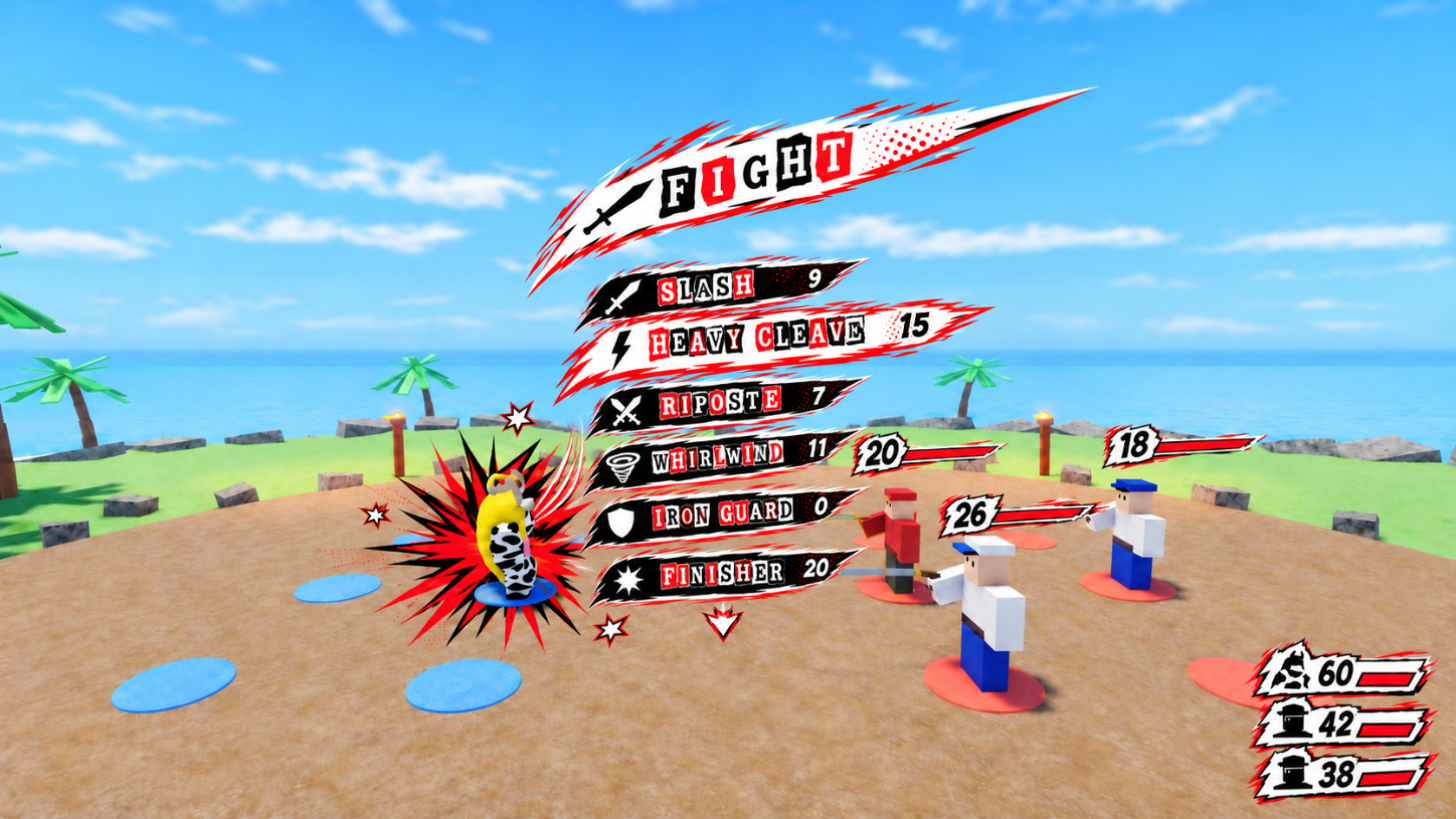 FIGHT
SLASH 9
HEAVY CLEAVE 15
RIPOSTE 7
WHIRLWIND 11
IRON GUARD 0
FINISHER 20
20
18
26
60
42
38